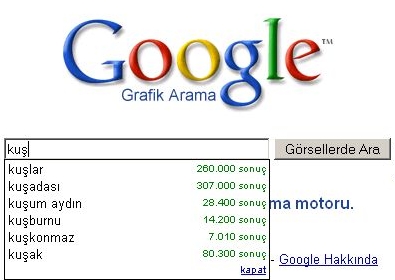 Google™
Grafik Arama
kuş Görsellerde Ara
kuşlar 260.000 sonuç
kuşadası 307.000 sonuç
kuşum aydın 28.400 sonuç
kuşburnu 14.200 sonuç
kuşkonmaz 7.010 sonuç
kuşak 80.300 sonuç
kapat
ma motoru.
- Google Hakkında